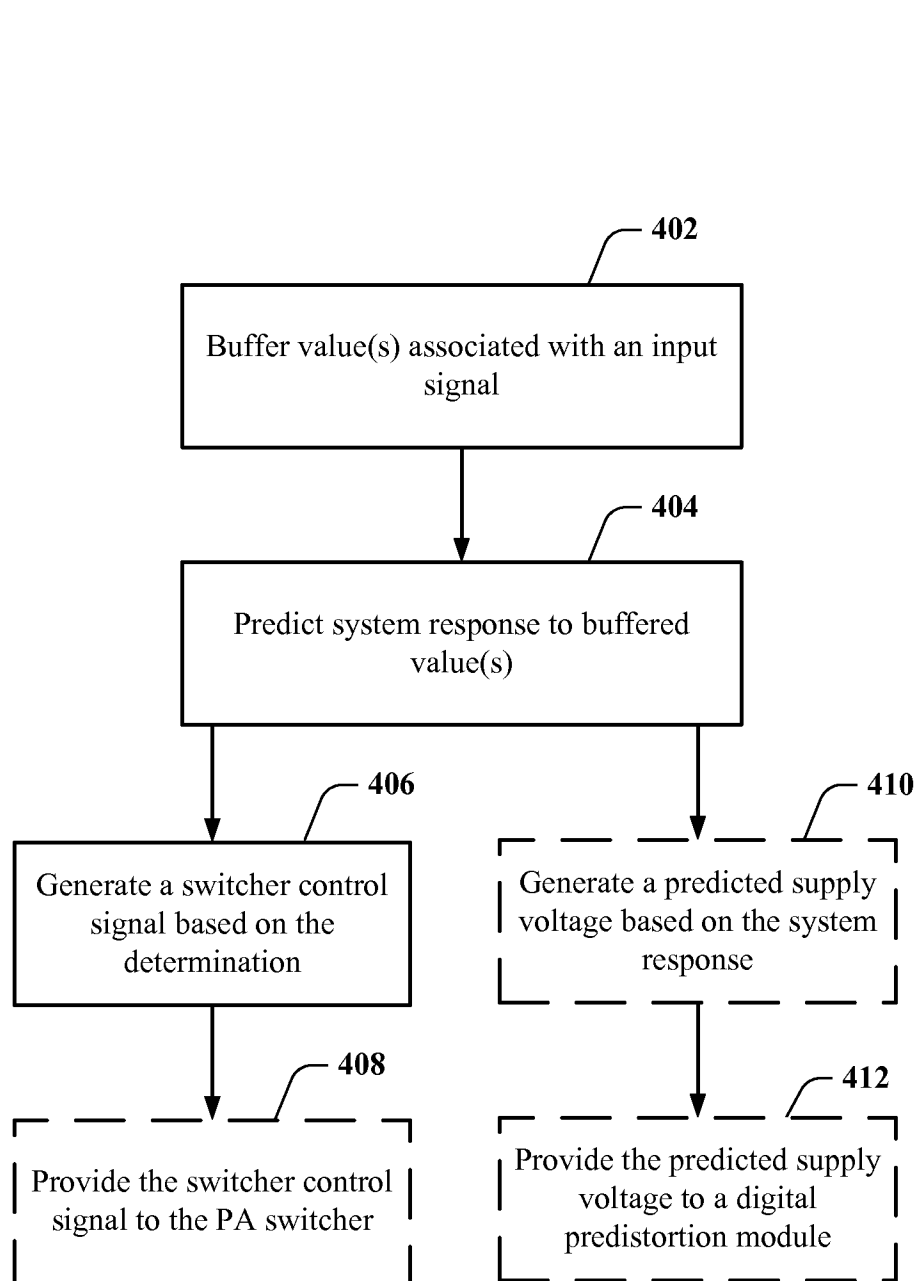 402
Buffer value(s) associated with an input
signal
404
Predict system response to buffered
value(s)
406
Generate a switcher control
signal based on the
determination
410
Generate a predicted supply
voltage based on the system
response
408
Provide the switcher control
signal to the PA switcher
412
Provide the predicted supply
voltage to a digital
predistortion module